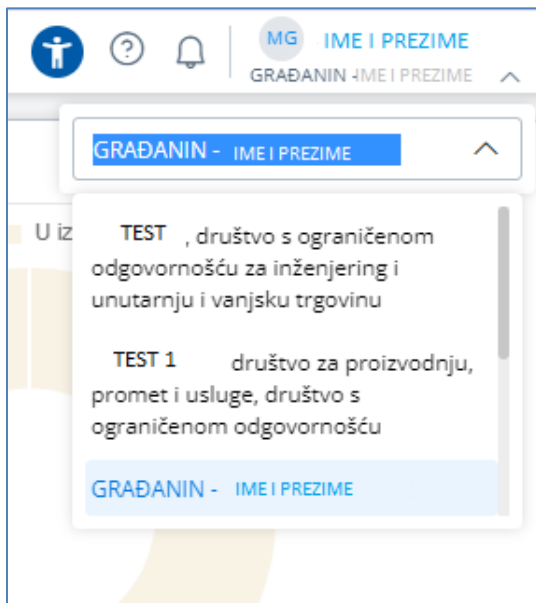 MG IME I PREZIME
GRAĐANIN -IME I PREZIME
GRAĐANIN - IME I PREZIME
U iz
TEST , društvo s ograničenom
odgovornošću za inženjering i
unutarnju i vanjsku trgovinu
TEST 1 društvo za proizvodnju,
promet i usluge, društvo s
ograničenom odgovornošću
GRAĐANIN - IME I PREZIME